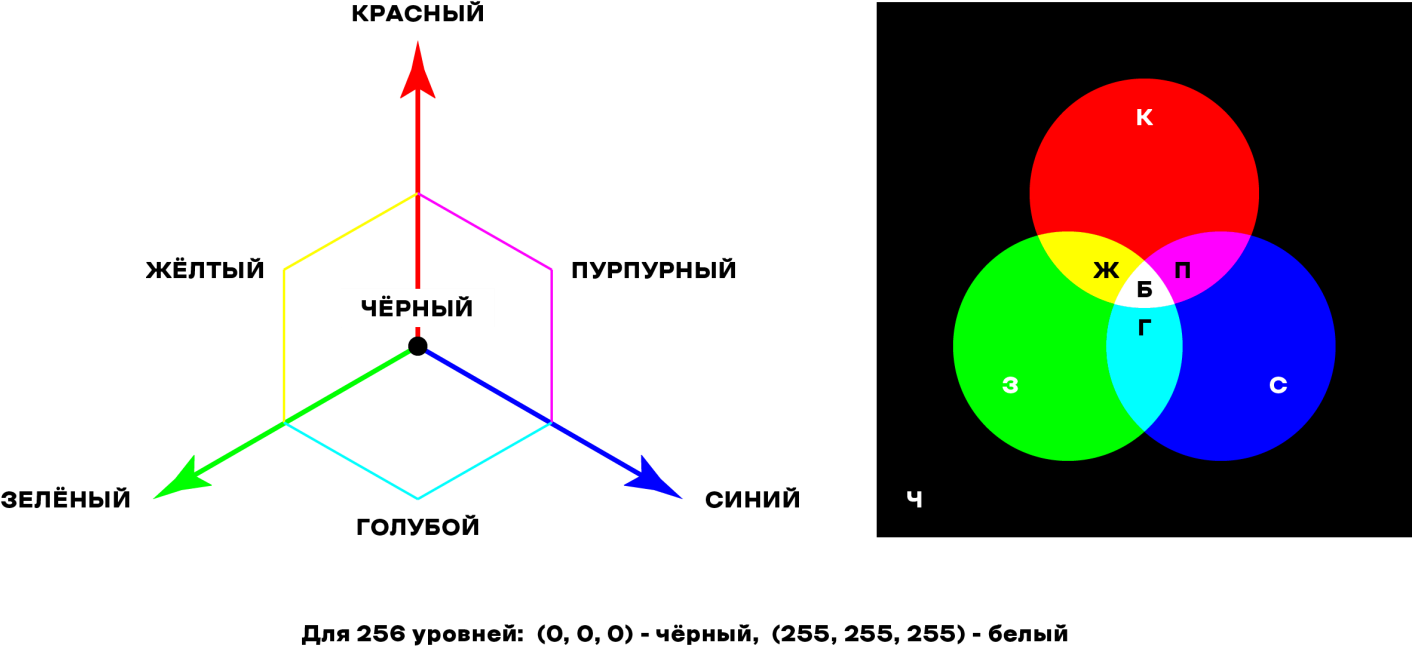 КРАСНЫЙ
ЖЁЛТЫЙ
ПУРПУРНЫЙ
ЧЁРНЫЙ
ЗЕЛЁНЫЙ
СИНИЙ
ГОЛУБОЙ
К
Ж
П
Б
Г
З
С
Ч
Для 256 уровней: (0, 0, 0) - чёрный, (255, 255, 255) - белый